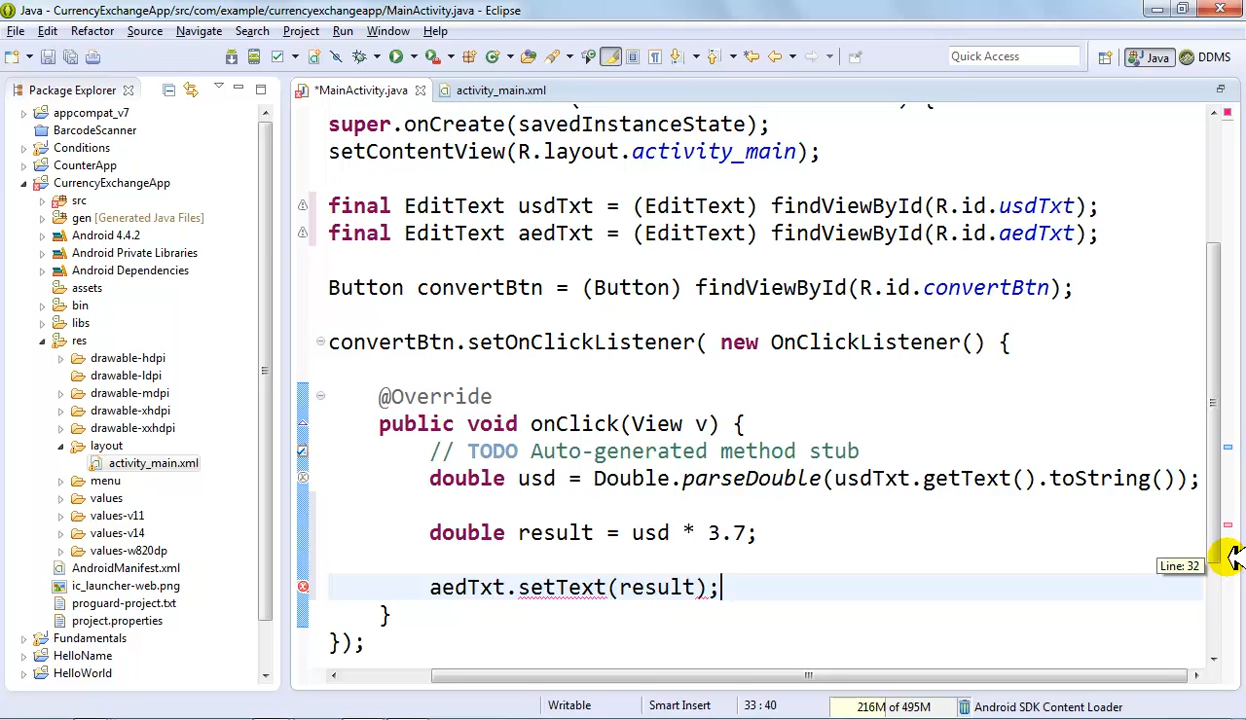 Java - CurrencyExchangeApp/src/com/example/currencyexchangeapp/MainActivity.java - Eclipse
File Edit Refactor Source Navigate Search Project Run Window Help
Quick Access
Java
DDMS
Package Explorer
*MainActivity.java
activity_main.xml
appcompat_v7
BarcodeScanner
Conditions
CounterApp
CurrencyExchangeApp
src
gen [Generated Java Files]
Android 4.4.2
Android Private Libraries
Android Dependencies
assets
bin
libs
res
drawable-hdpi
drawable-ldpi
drawable-mdpi
drawable-xhdpi
drawable-xxhdpi
layout
activity_main.xml
menu
values
values-v11
values-v14
values-w820dp
AndroidManifest.xml
ic_launcher-web.png
proguard-project.txt
project.properties
Fundamentals
HelloName
HelloWorld
super.onCreate(savedInstanceState);
setContentView(R.layout.activity_main);
final EditText usdTxt = (EditText) findViewById(R.id.usdTxt);
final EditText aedTxt = (EditText) findViewById(R.id.aedTxt);
Button convertBtn = (Button) findViewById(R.id.convertBtn);
convertBtn.setOnClickListener( new OnClickListener() {
@Override
public void onClick(View v) {
// TODO Auto-generated method stub
double usd = Double.parseDouble(usdTxt.getText().toString());
double result = usd * 3.7;
Line: 32
aedTxt.setText(result);
}
});
Writable
Smart Insert
33 : 40
216M of 495M
Android SDK Content Loader